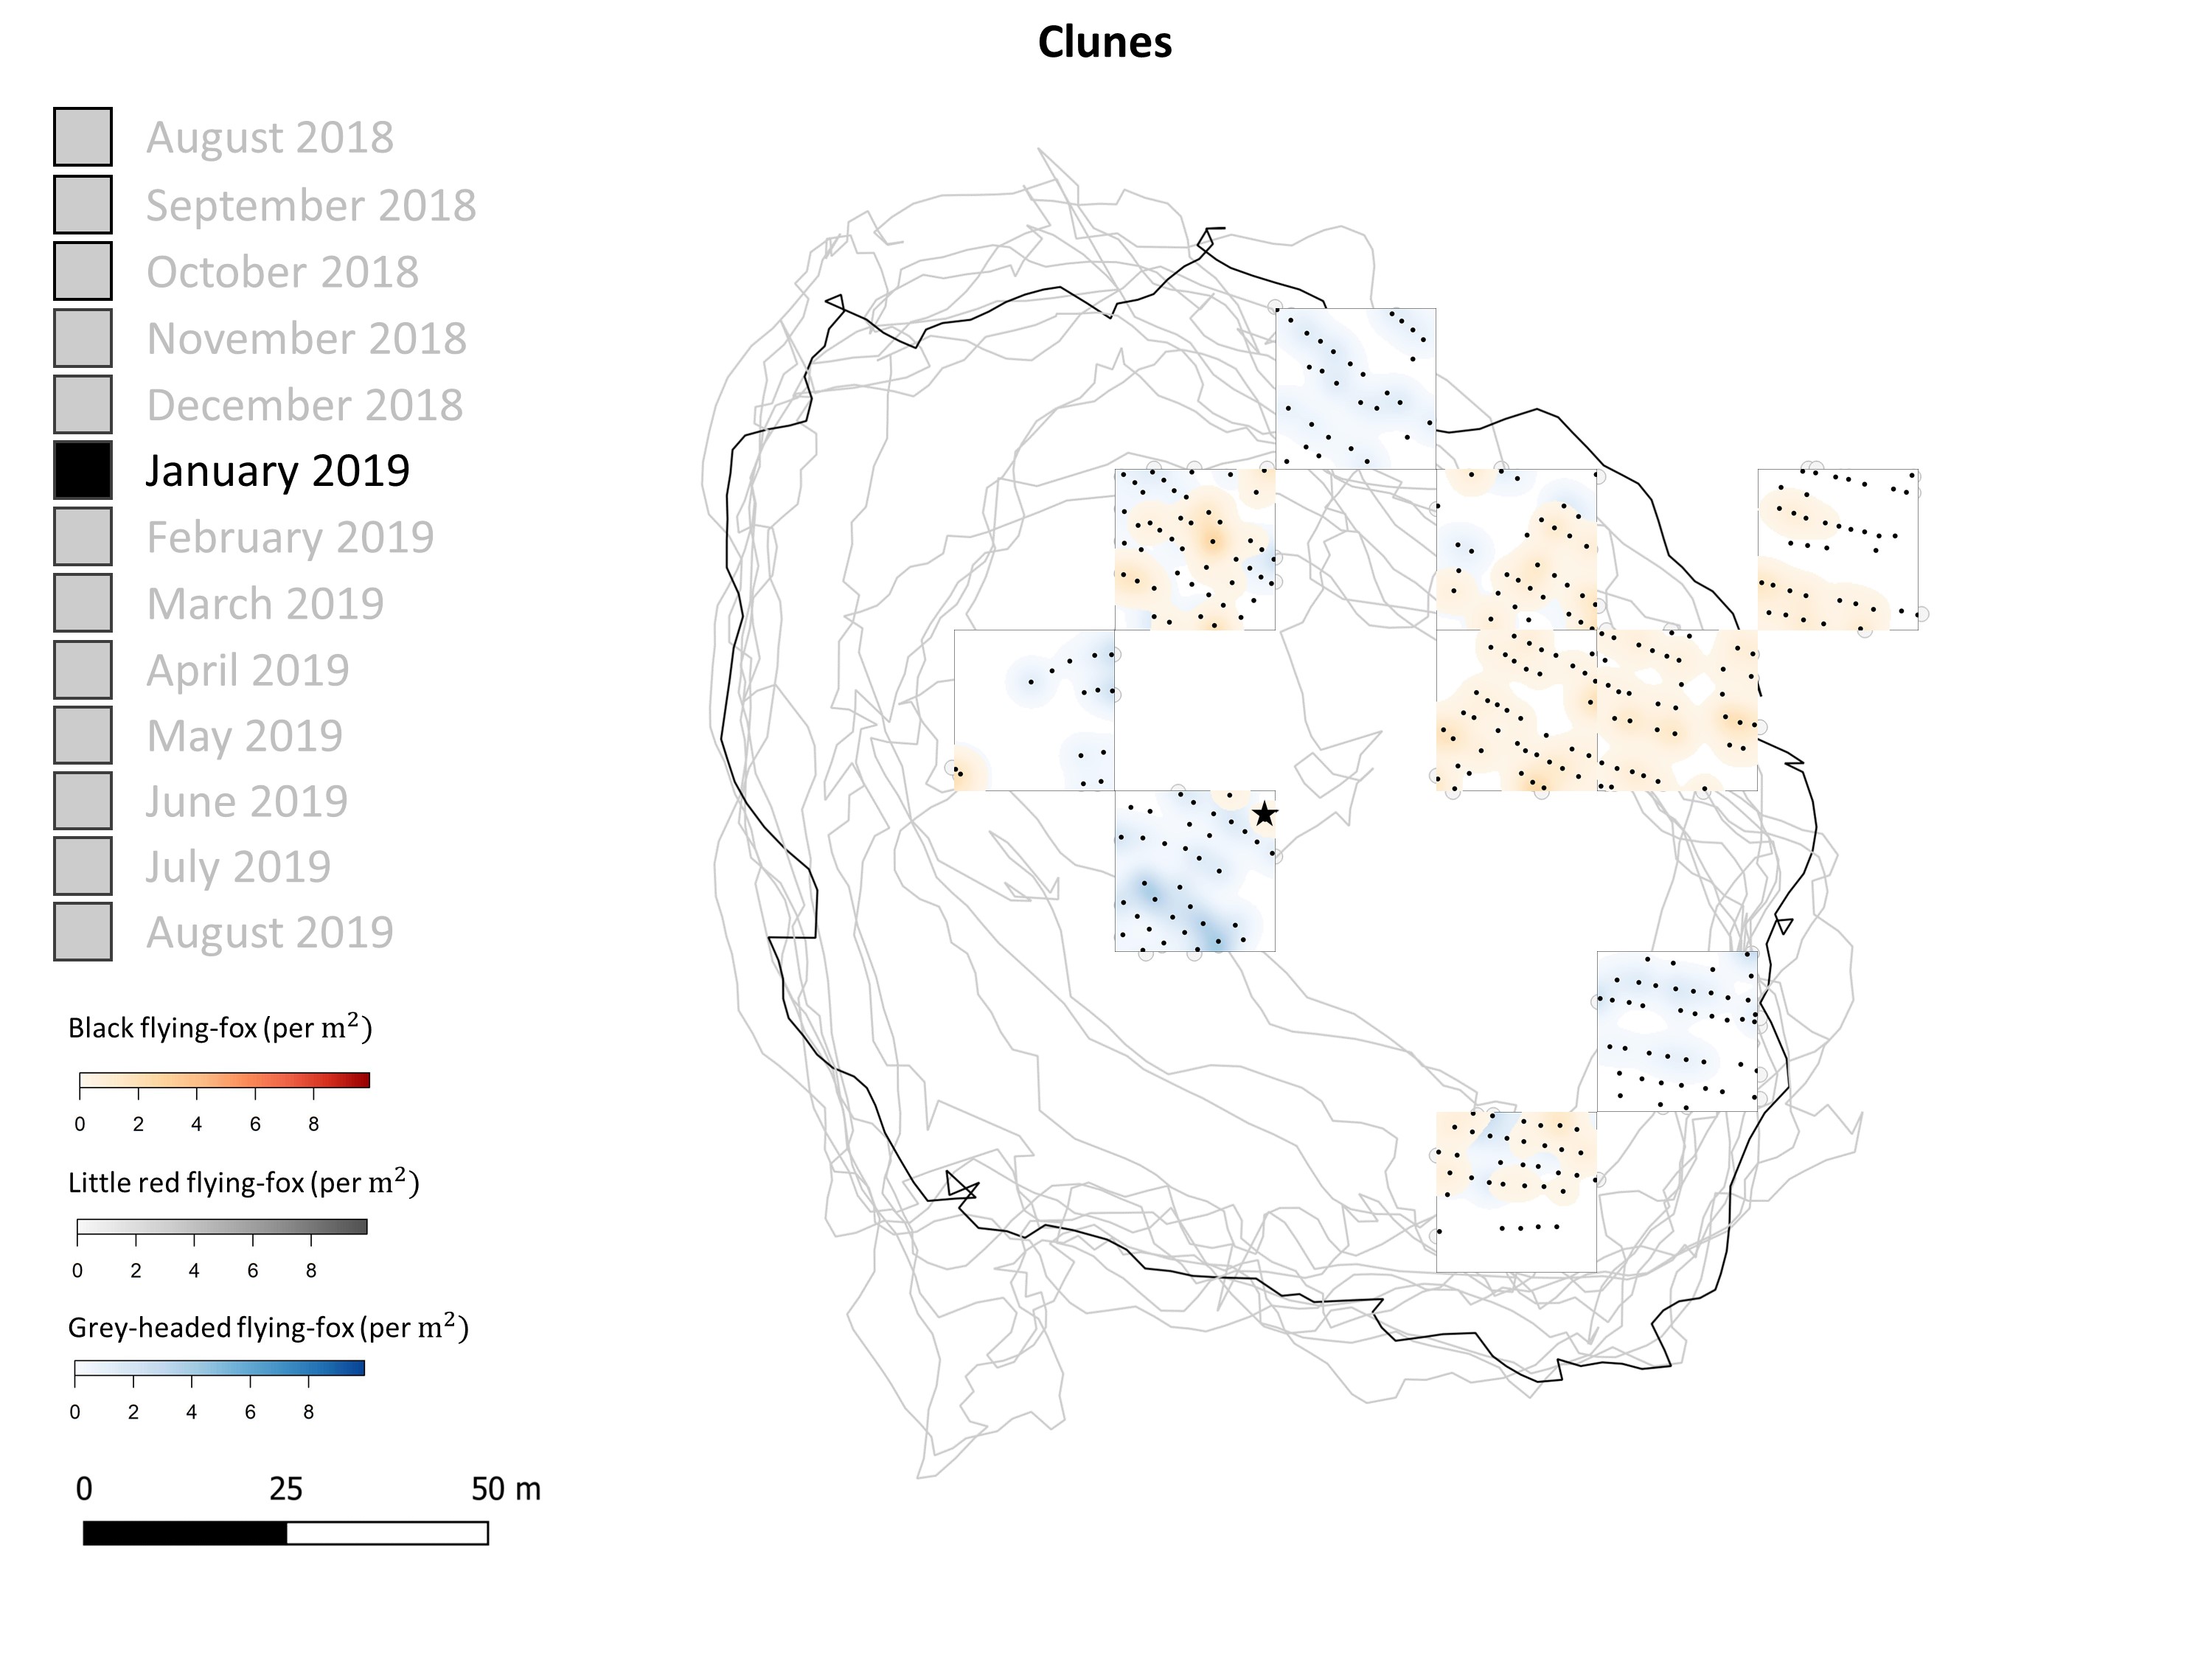 Clunes
August 2018
September 2018
October 2018
November 2018
December 2018
January 2019
February 2019
March 2019
April 2019
May 2019
June 2019
July 2019
August 2019
Black flying-fox (per m²)
0 2 4 6 8
Little red flying-fox (per m²)
0 2 4 6 8
Grey-headed flying-fox (per m²)
0 2 4 6 8
0 25 50 m